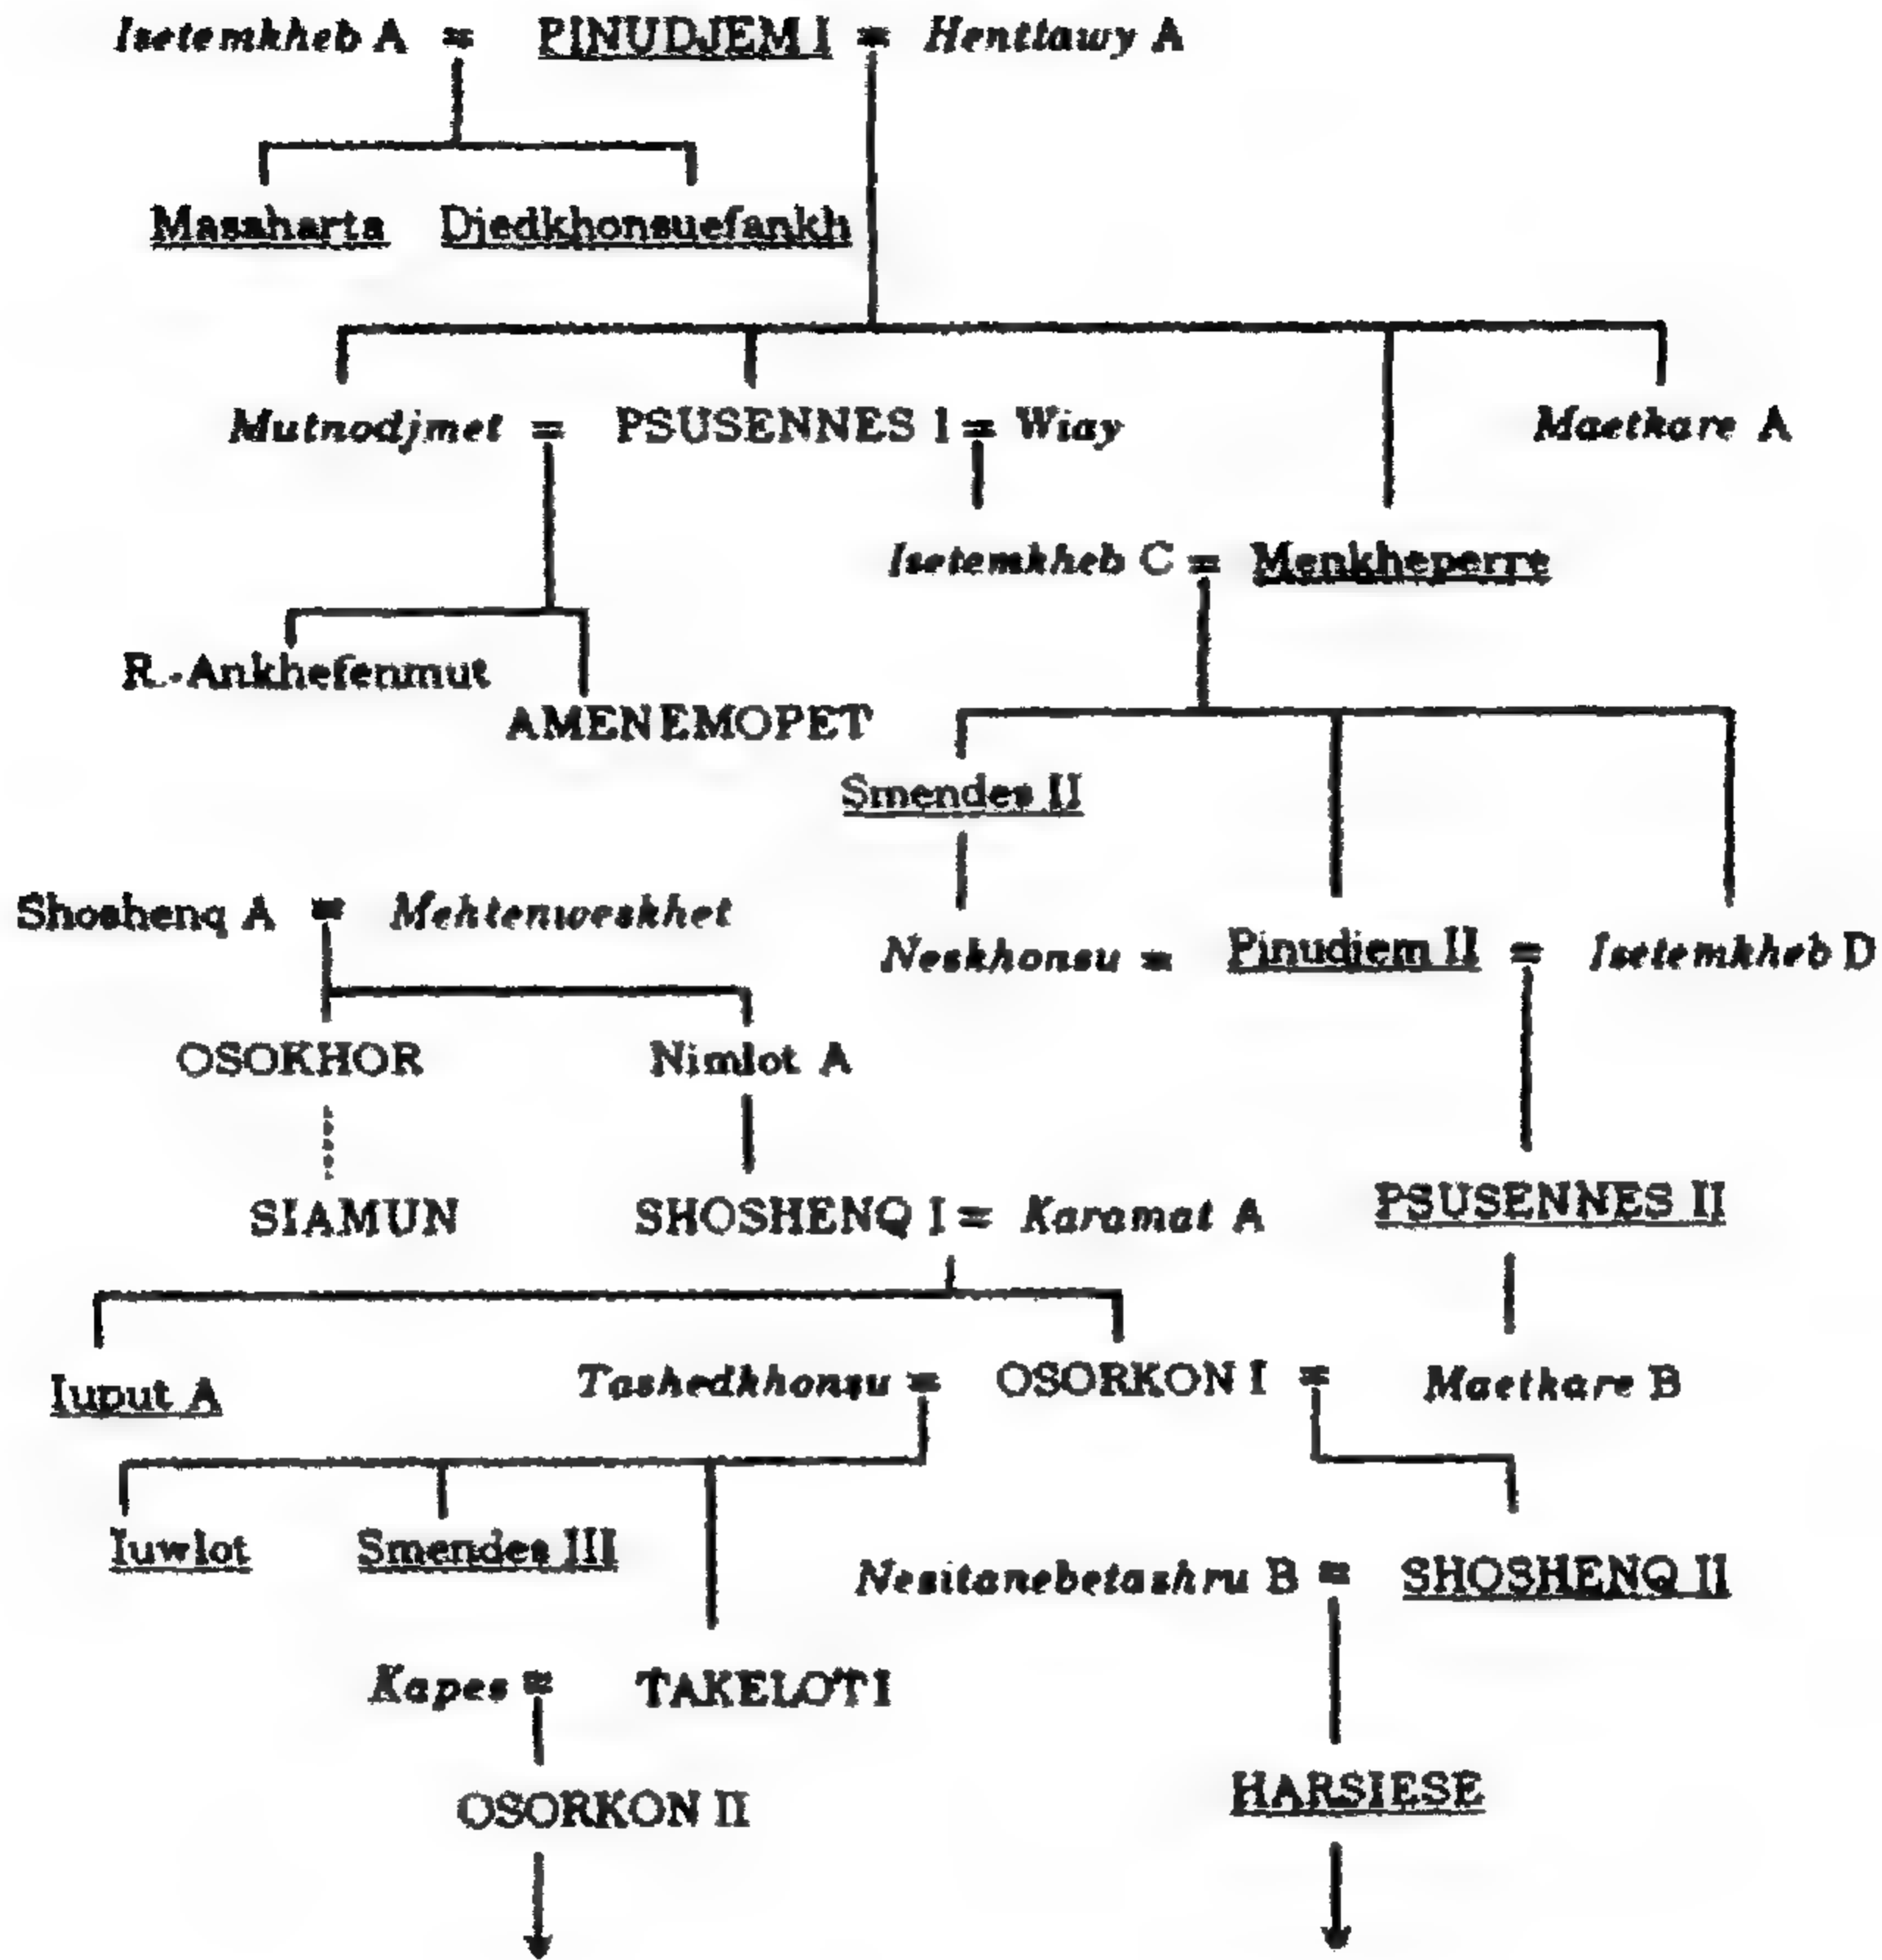 Isetemkheb A = PINUDJEM I = Henttawy A
Masaharta Djedkhonsuefankh
Mutnodjmet = PSUSENNES I = Wiay Maetkare A
Isetemkheb C = Menkheperre
R.-Ankhefenmut
AMENEMOPET
Smendes II
Shoshenq A = Mehtenweskhet
Neskhonsu = Pinudjem II = Isetemkheb D
OSOKHOR Nimlot A
SIAMUN SHOSHENQ I = Karamat A PSUSENNES II
Iuput A Tashedkhonsu = OSORKON I = Maetkare B
Iuwlot Smendes III
Nesitanebetashru B = SHOSHENQ II
Kapes = TAKELOT I
OSORKON II HARSIESE